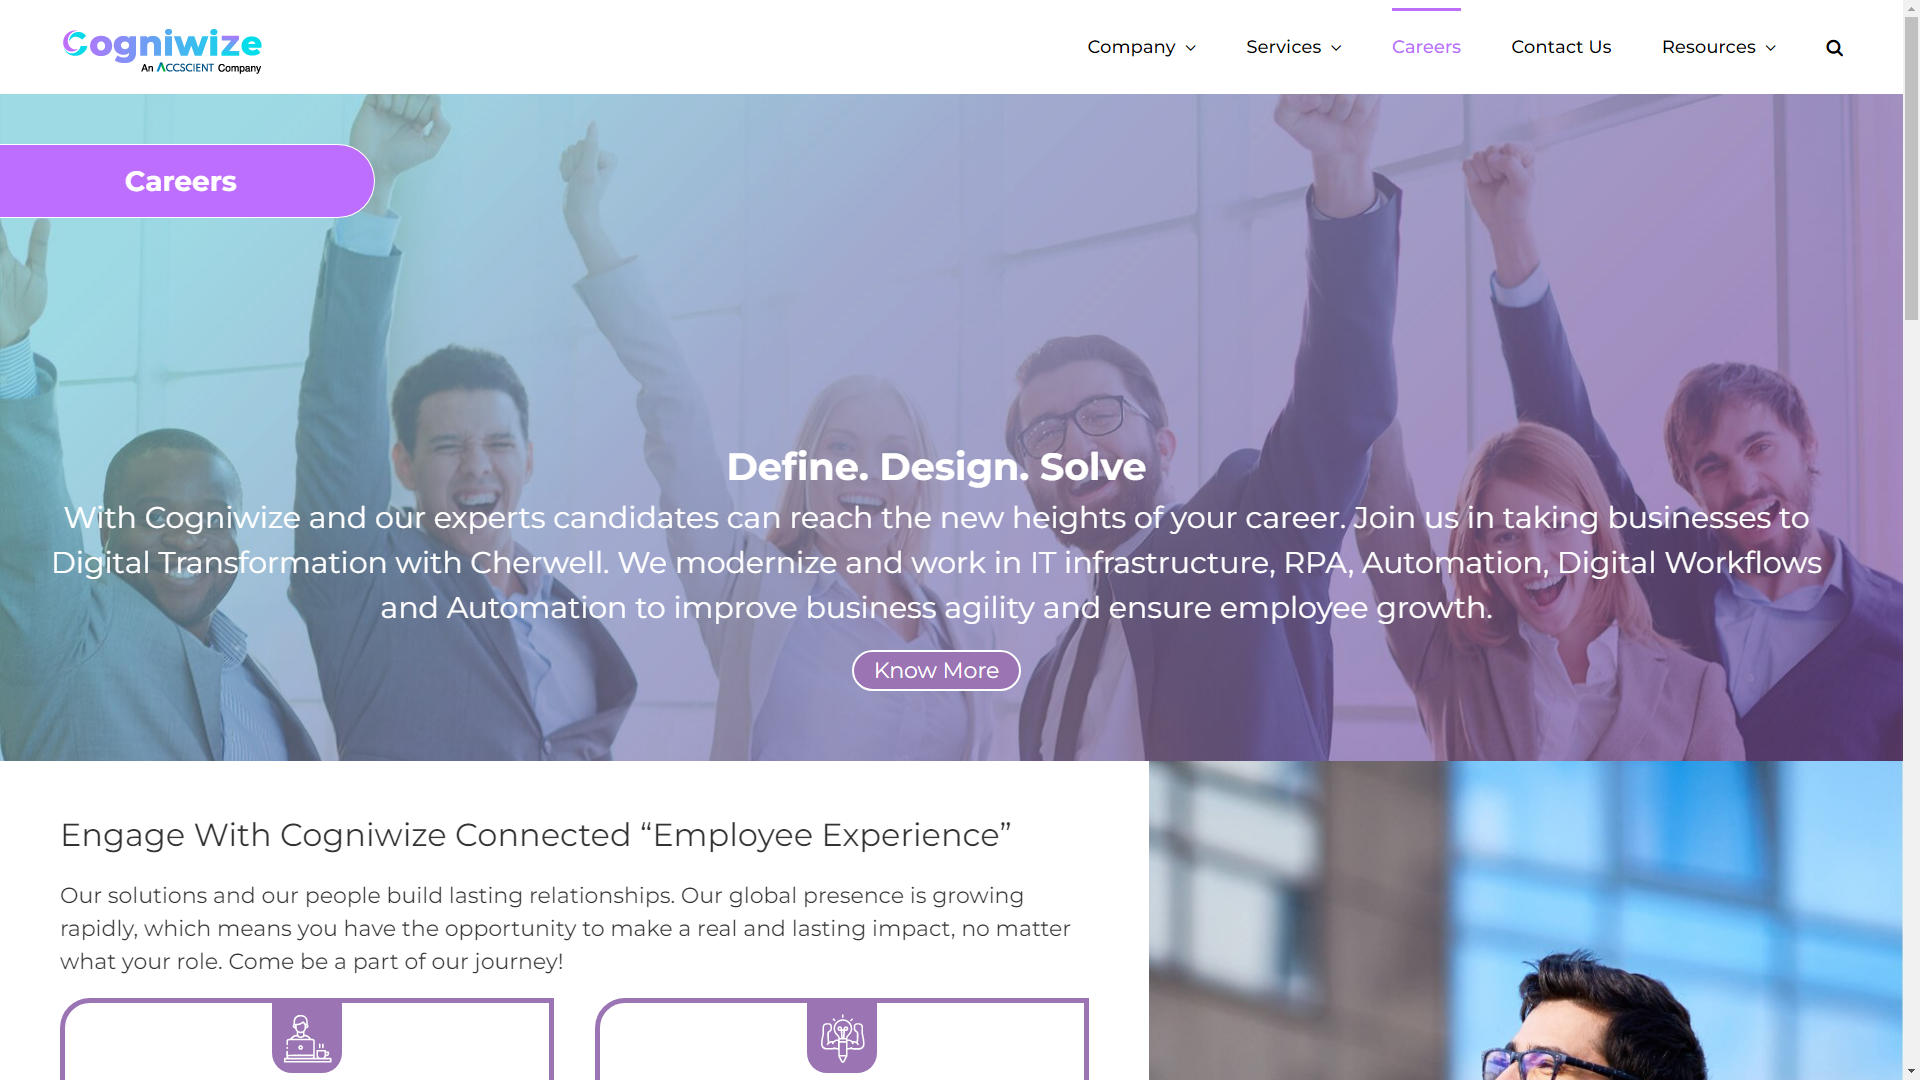 Cogniwize
An ACCSCIENT Company
Company
Services
Careers
Contact Us
Resources
Careers
Define. Design. Solve
With Cogniwize and our experts candidates can reach the new heights of your career. Join us in taking businesses to
Digital Transformation with Cherwell. We modernize and work in IT infrastructure, RPA, Automation, Digital Workflows
and Automation to improve business agility and ensure employee growth.
Know More
Engage With Cogniwize Connected “Employee Experience”
Our solutions and our people build lasting relationships. Our global presence is growing
rapidly, which means you have the opportunity to make a real and lasting impact, no matter
what your role. Come be a part of our journey!